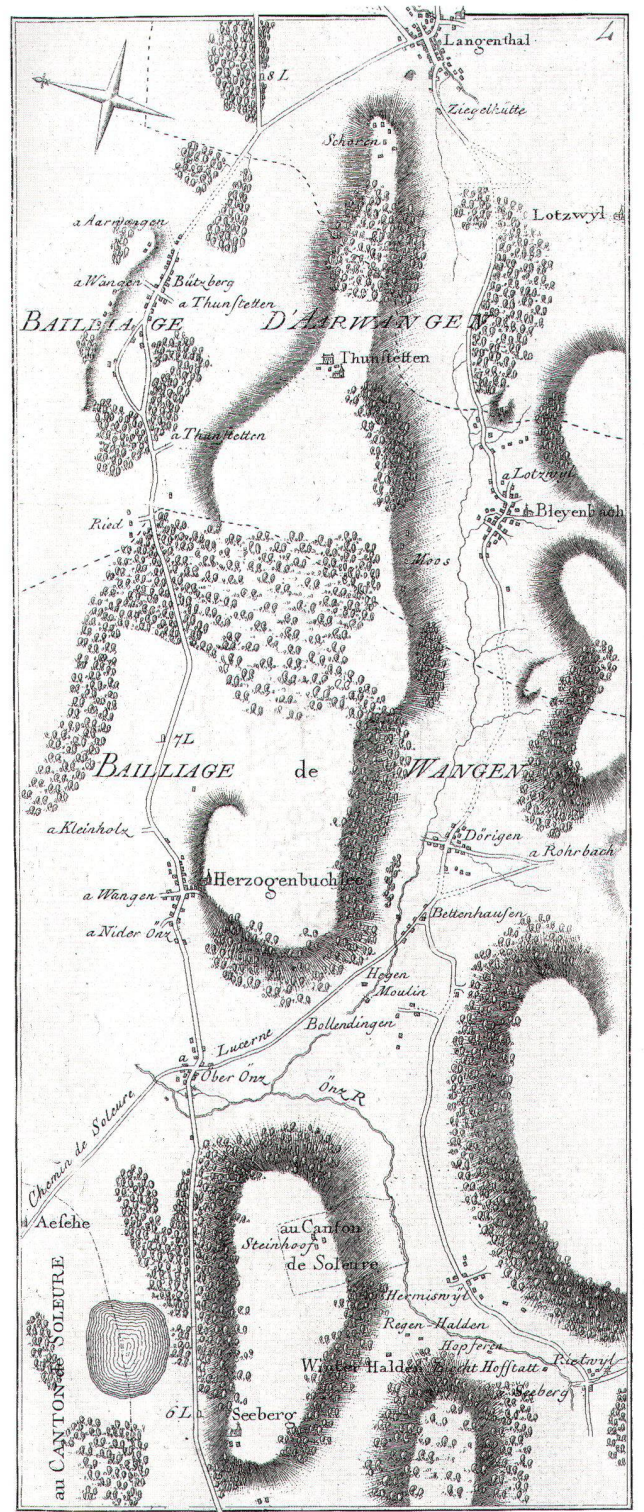 Langenthal
4
8 L
Ziegelhütte
Schoren
a Aarwangen
Lotzwyl
a Wangen
Bützberg
a Thunstetten
BAILLIAGE D'AARWANGEN
Thunstetten
a Thunstetten
a Lotzwyl
Bleyenbach
Ried
Moos
7L
BAILLIAGE de WANGEN
a Kleinholz
Dörigen
a Rohrbach
Herzogenbuchsee
a Wangen
Bettenhausen
a Nider Önz
Hegen
Moulin
Bollendingen
a Lucerne
Ober Önz
Önz R
Chemin de Soleure
Aesche
au Canton
Steinhoof
de Soleure
au CANTON de SOLEURE
Hermiswyl
Regen-Halden
Hopferen
Winter Halden
Hofstatt
Rietwyl
Seeberg
6 L
Seeberg